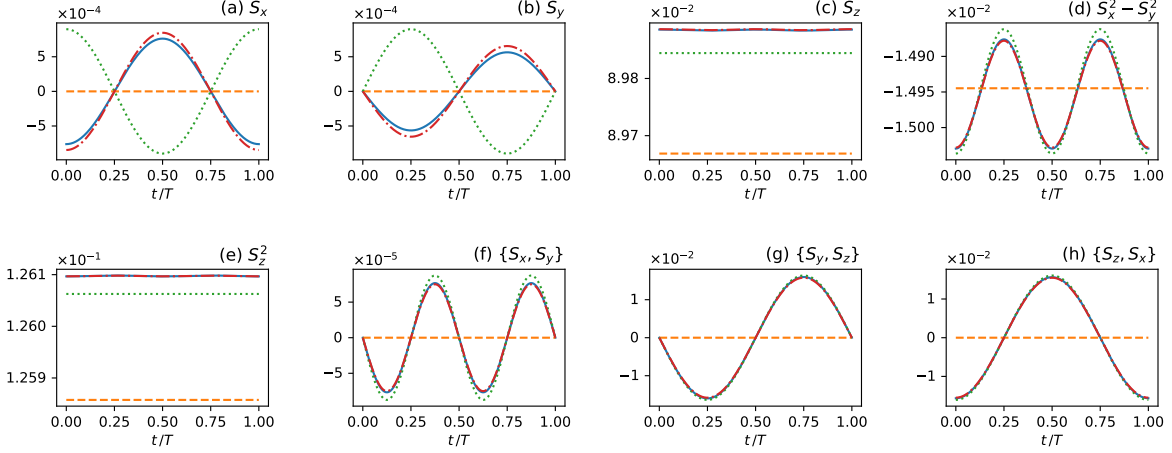 ×10⁻⁴ (a) Sₓ
5
0
−5
0.00 0.25 0.50 0.75 1.00
t/T
×10⁻⁴ (b) S_y
5
0
−5
0.00 0.25 0.50 0.75 1.00
t/T
×10⁻² (c) S_z
8.98
8.97
0.00 0.25 0.50 0.75 1.00
t/T
×10⁻² (d) S_x² − S_y²
−1.490
−1.495
−1.500
0.00 0.25 0.50 0.75 1.00
t/T
×10⁻¹ (e) S_z²
1.261
1.260
1.259
0.00 0.25 0.50 0.75 1.00
t/T
×10⁻⁵ (f) {S_x, S_y}
5
0
−5
0.00 0.25 0.50 0.75 1.00
t/T
×10⁻² (g) {S_y, S_z}
1
0
−1
0.00 0.25 0.50 0.75 1.00
t/T
×10⁻² (h) {S_z, S_x}
1
0
−1
0.00 0.25 0.50 0.75 1.00
t/T